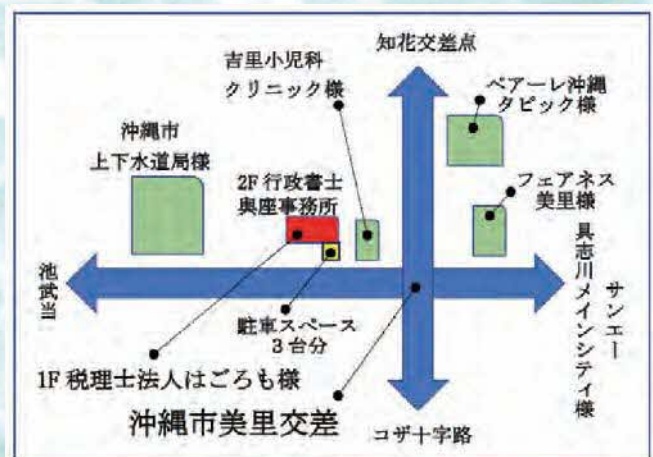 知花交差点
吉里小児科
クリニック様
ペアーレ沖縄
タピック様
沖縄市
上下水道局様
2F 行政書士
與座事務所
フェアネス
美里様
池武当
サンエー
具志川メインシティ様
駐車スペース
3台分
1F 税理士法人はごろも様
沖縄市美里交差
コザ十字路